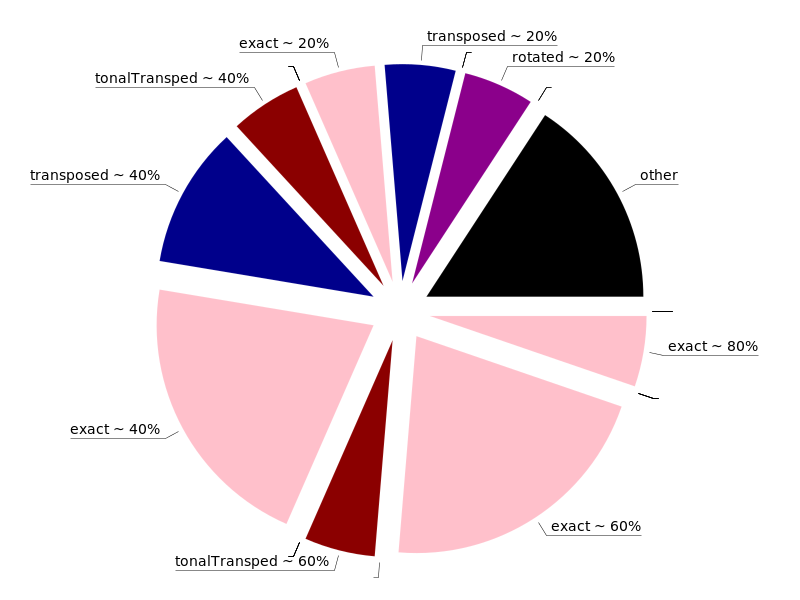 transposed ~ 20%
exact ~ 20%
rotated ~ 20%
tonalTransped ~ 40%
transposed ~ 40%
other
exact ~ 80%
exact ~ 40%
exact ~ 60%
tonalTransped ~ 60%